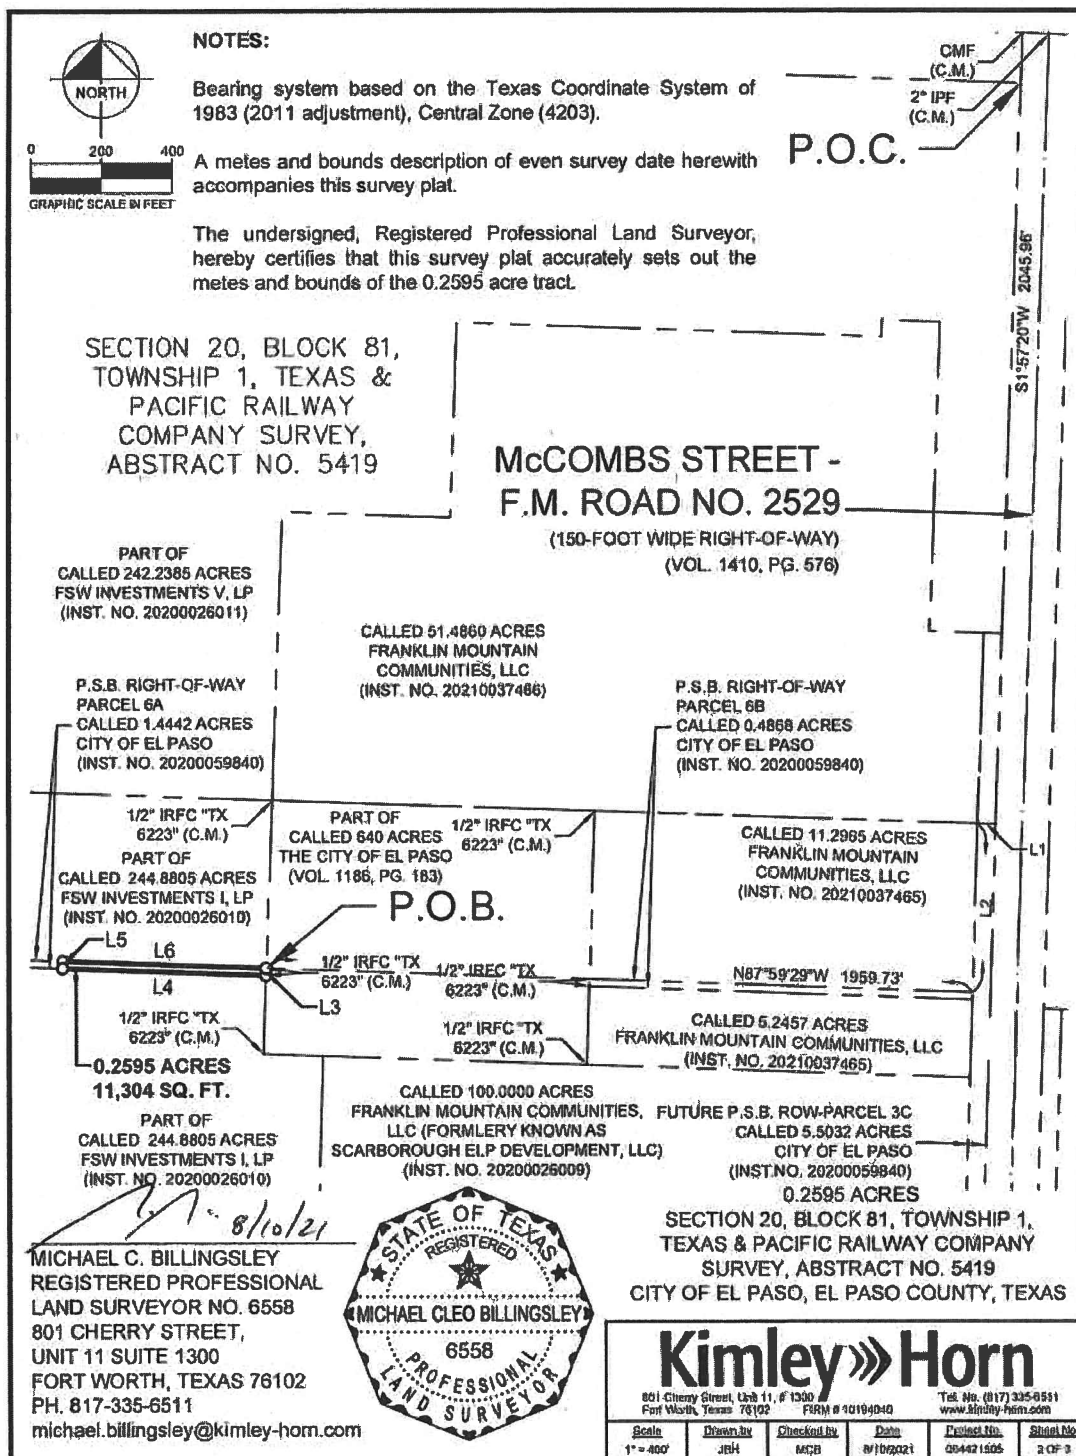 NOTES:
NORTH
Bearing system based on the Texas Coordinate System of
1983 (2011 adjustment), Central Zone (4203).
0 200 400
GRAPHIC SCALE IN FEET
A metes and bounds description of even survey date herewith
accompanies this survey plat.
The undersigned, Registered Professional Land Surveyor,
hereby certifies that this survey plat accurately sets out the
metes and bounds of the 0.2595 acre tract.
CMF
(C.M.)
2" IPF
(C.M.)
P.O.C.
S1°57'20"W 2045.96'
SECTION 20, BLOCK 81,
TOWNSHIP 1, TEXAS &
PACIFIC RAILWAY
COMPANY SURVEY,
ABSTRACT NO. 5419
McCOMBS STREET -
F.M. ROAD NO. 2529
(150-FOOT WIDE RIGHT-OF-WAY)
(VOL. 1410, PG. 576)
PART OF
CALLED 242.2385 ACRES
FSW INVESTMENTS V, LP
(INST. NO. 20200026011)
CALLED 51.4860 ACRES
FRANKLIN MOUNTAIN
COMMUNITIES, LLC
(INST. NO. 20210037466)
P.S.B. RIGHT-OF-WAY
PARCEL 6A
CALLED 1.4442 ACRES
CITY OF EL PASO
(INST. NO. 20200059840)
P.S.B. RIGHT-OF-WAY
PARCEL 6B
CALLED 0.4868 ACRES
CITY OF EL PASO
(INST. NO. 20200059840)
1/2" IRFC "TX
6223" (C.M.)
PART OF
CALLED 640 ACRES
THE CITY OF EL PASO
(VOL. 1186, PG. 183)
1/2" IRFC "TX
6223" (C.M.)
CALLED 11.2965 ACRES
FRANKLIN MOUNTAIN
COMMUNITIES, LLC
(INST. NO. 20210037465)
L1
L2
PART OF
CALLED 244.8805 ACRES
FSW INVESTMENTS I, LP
(INST. NO. 20200026010)
P.O.B.
L5
L6
L4
L3
1/2" IRFC "TX
6223" (C.M.)
1/2" IRFC "TX
6223" (C.M.)
N87°59'29"W 1959.73'
1/2" IRFC "TX
6223" (C.M.)
1/2" IRFC "TX
6223" (C.M.)
CALLED 5.2457 ACRES
FRANKLIN MOUNTAIN COMMUNITIES, LLC
(INST. NO. 20210037465)
0.2595 ACRES
11,304 SQ. FT.
PART OF
CALLED 244.8805 ACRES
FSW INVESTMENTS I, LP
(INST. NO. 20200026010)
CALLED 100.0000 ACRES
FRANKLIN MOUNTAIN COMMUNITIES,
LLC (FORMLERY KNOWN AS
SCARBOROUGH ELP DEVELOPMENT, LLC)
(INST. NO. 20200026009)
FUTURE P.S.B. ROW-PARCEL 3C
CALLED 5.5032 ACRES
CITY OF EL PASO
(INST.NO. 20200059840)
0.2595 ACRES
SECTION 20, BLOCK 81, TOWNSHIP 1,
TEXAS & PACIFIC RAILWAY COMPANY
SURVEY, ABSTRACT NO. 5419
CITY OF EL PASO, EL PASO COUNTY, TEXAS
8/10/21
MICHAEL C. BILLINGSLEY
REGISTERED PROFESSIONAL
LAND SURVEYOR NO. 6558
801 CHERRY STREET,
UNIT 11 SUITE 1300
FORT WORTH, TEXAS 76102
PH. 817-335-6511
michael.billingsley@kimley-horn.com
STATE OF TEXAS
REGISTERED
MICHAEL CLEO BILLINGSLEY
6558
PROFESSIONAL
LAND SURVEYOR
Kimley»Horn
801 Cherry Street, Unit 11, # 1300
Fort Worth, Texas 76102 FIRM # 10194040
Tel. No. (817) 335-6511
www.kimley-horn.com
Scale Drawn by Checked by Date Project No. Sheet No.
1" = 400' JBH MCB 8/10/2021 064421505 2 OF 3